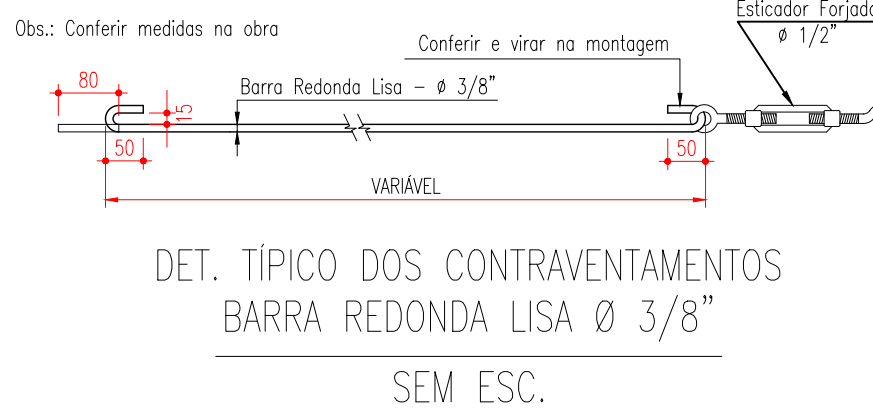 Esticador Forjado
ø 1/2"
Obs.: Conferir medidas na obra
Conferir e virar na montagem
80
Barra Redonda Lisa - ø 3/8"
15
50
50
VARIÁVEL
DET. TÍPICO DOS CONTRAVENTAMENTOS
BARRA REDONDA LISA Ø 3/8"
SEM ESC.